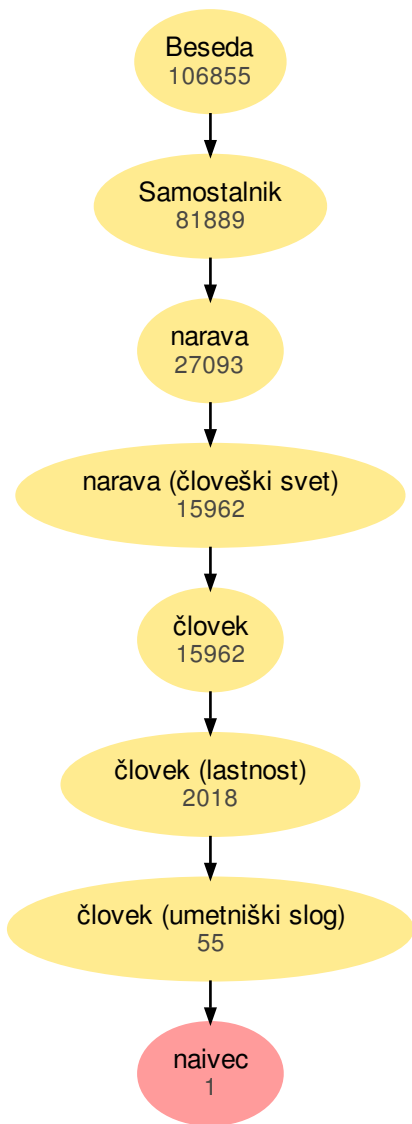 Beseda
106855
Samostalnik
81889
narava
27093
narava (človeški svet)
15962
človek
15962
človek (lastnost)
2018
človek (umetniški slog)
55
naivec
1